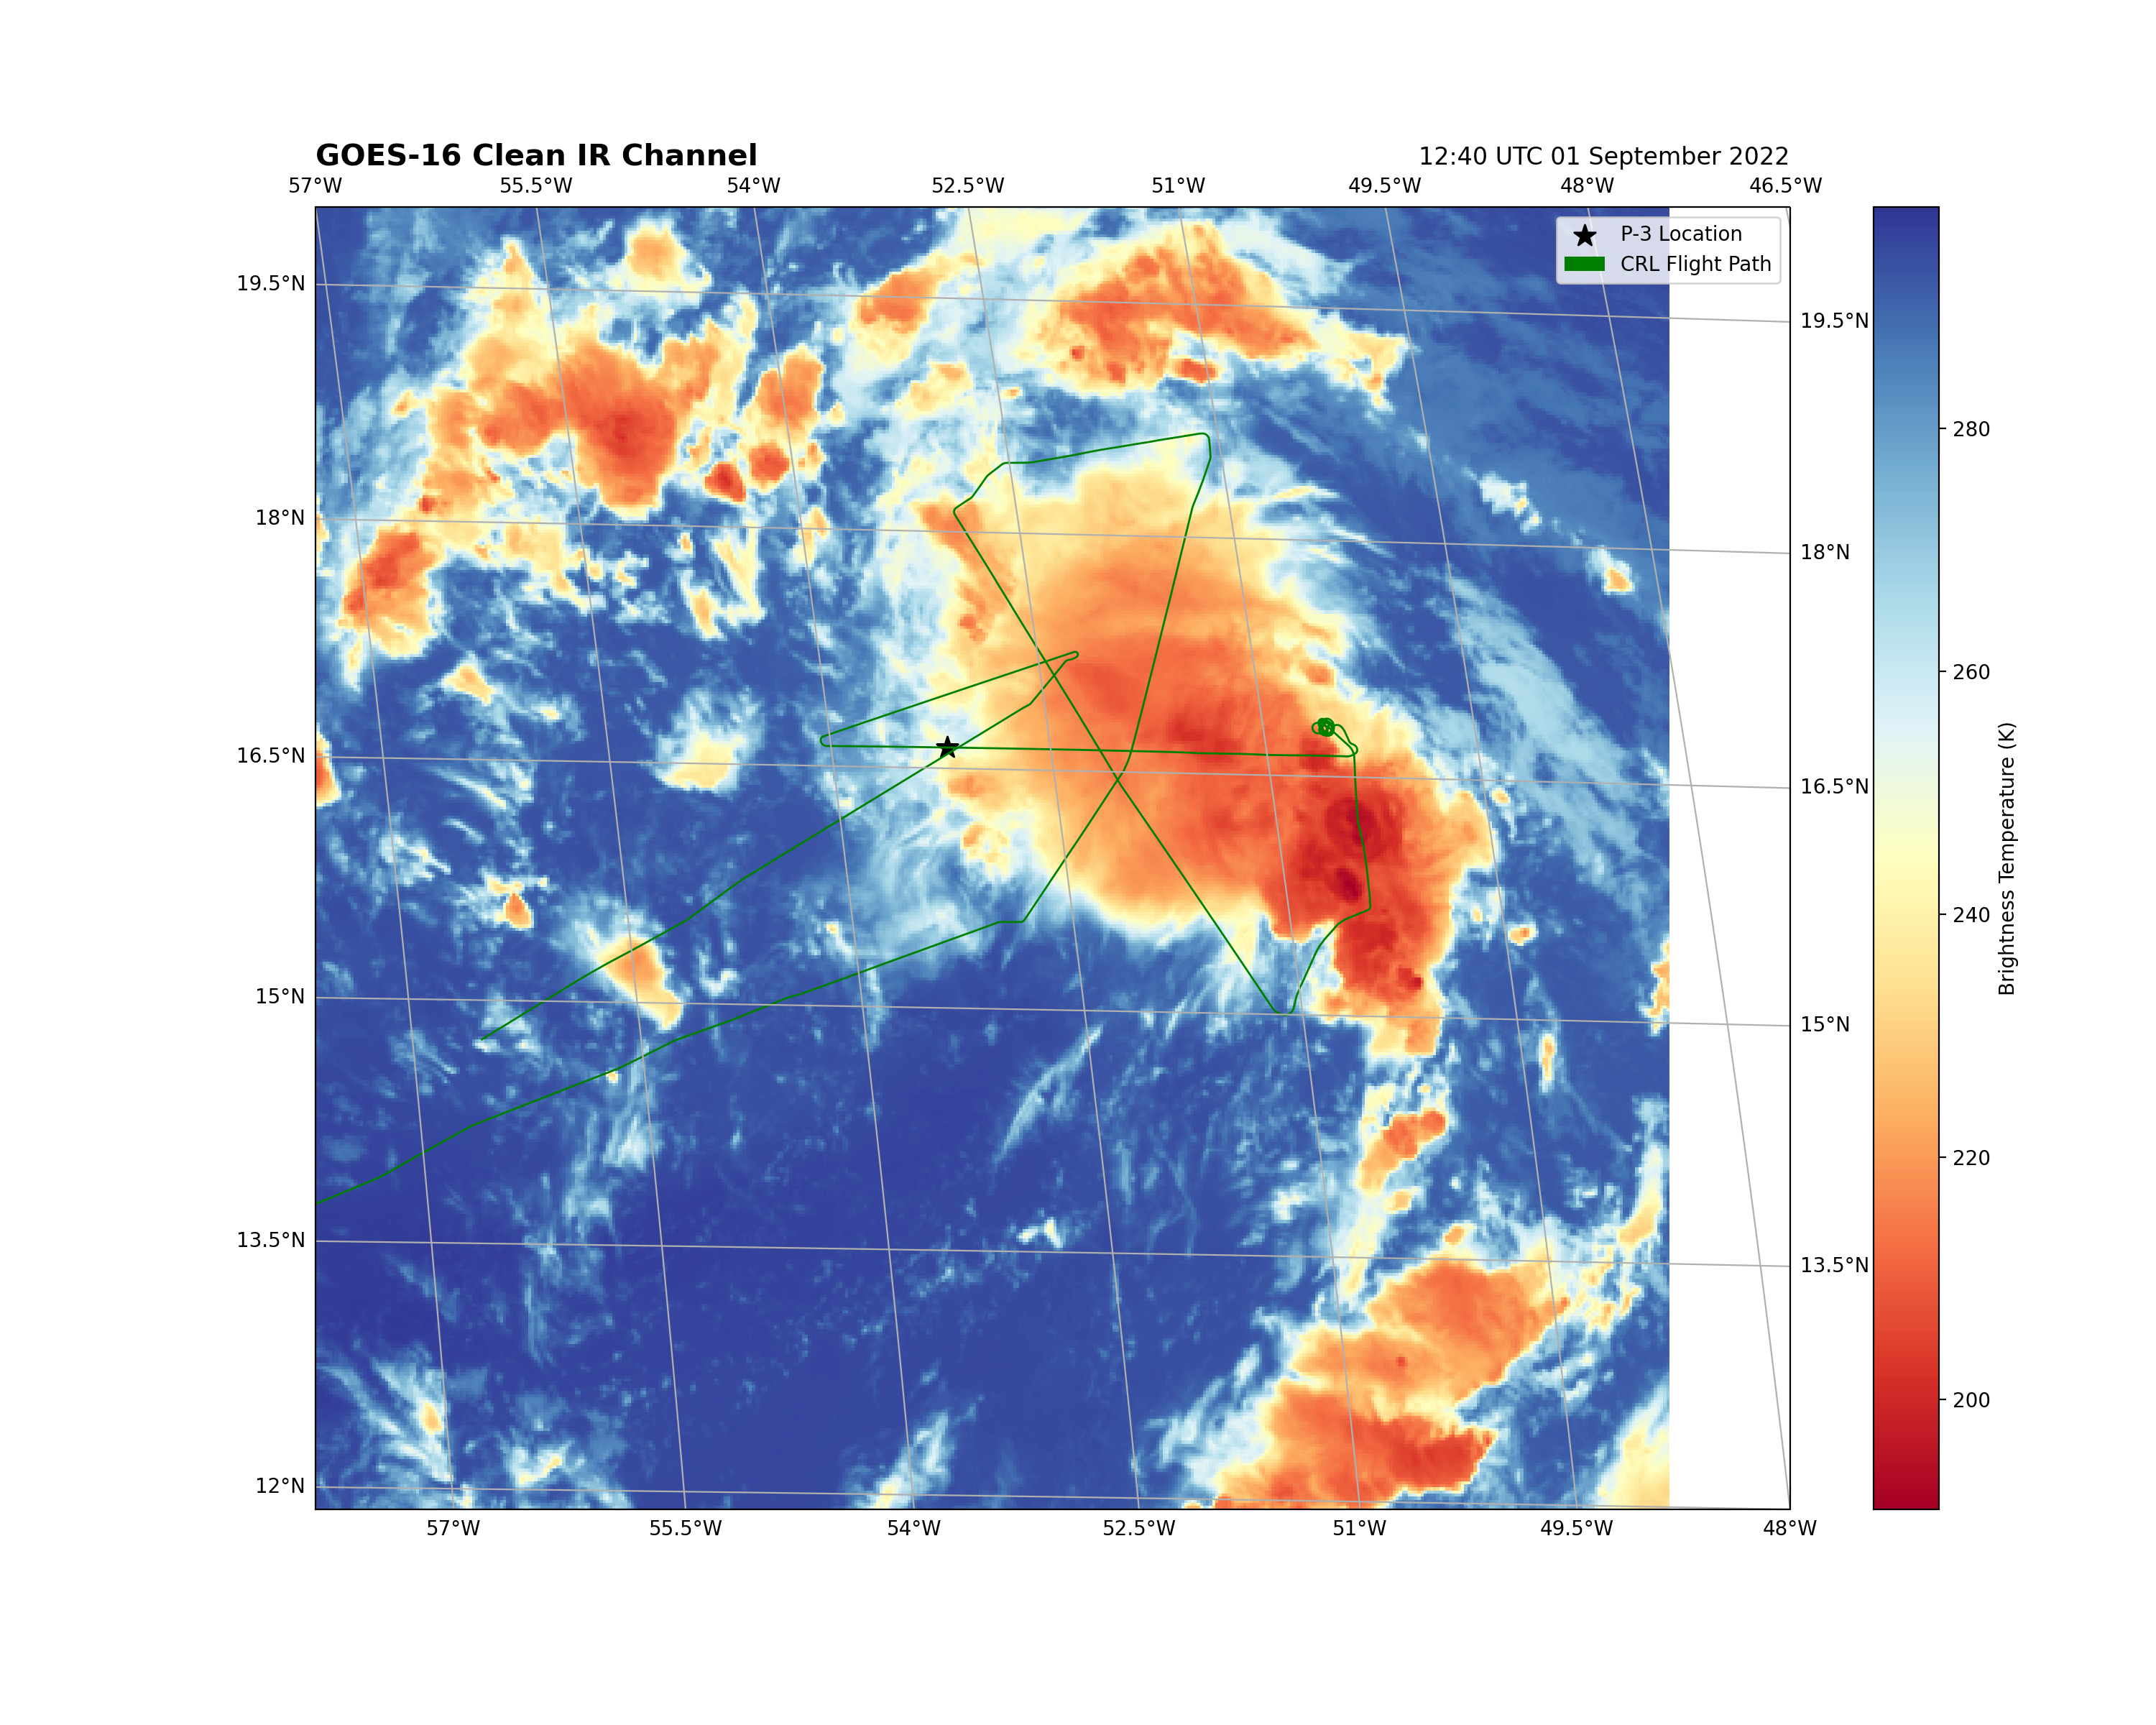 GOES-16 Clean IR Channel
12:40 UTC 01 September 2022
57°W 55.5°W 54°W 52.5°W 51°W 49.5°W 48°W 46.5°W
P-3 Location
CRL Flight Path
19.5°N
19.5°N
18°N
18°N
16.5°N
16.5°N
15°N
15°N
13.5°N
13.5°N
12°N
57°W 55.5°W 54°W 52.5°W 51°W 49.5°W 48°W
280
260
240
220
200
Brightness Temperature (K)